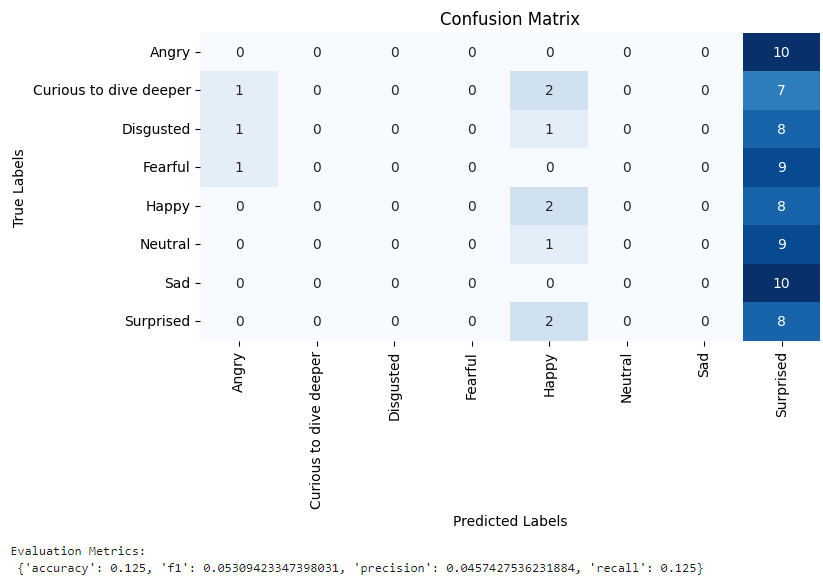 Confusion Matrix
Angry 0 0 0 0 0 0 0 10
Curious to dive deeper 1 0 0 0 2 0 0 7
Disgusted 1 0 0 0 1 0 0 8
Fearful 1 0 0 0 0 0 0 9
Happy 0 0 0 0 2 0 0 8
Neutral 0 0 0 0 1 0 0 9
Sad 0 0 0 0 0 0 0 10
Surprised 0 0 0 0 2 0 0 8
True Labels
Angry
Curious to dive deeper
Disgusted
Fearful
Happy
Neutral
Sad
Surprised
Predicted Labels
Evaluation Metrics:
{'accuracy': 0.125, 'f1': 0.05309423347398031, 'precision': 0.0457427536231884, 'recall': 0.125}